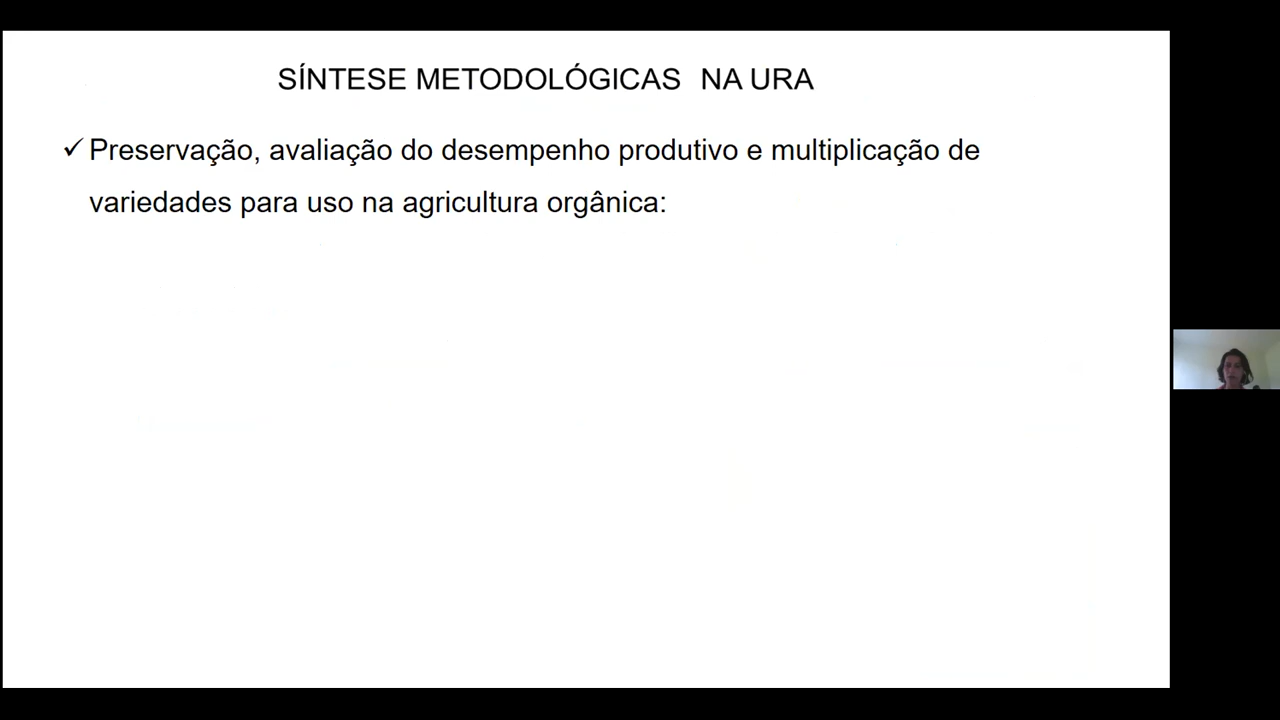 SÍNTESE METODOLÓGICAS NA URA
✓ Preservação, avaliação do desempenho produtivo e multiplicação de
variedades para uso na agricultura orgânica: